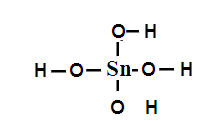 O – H
H – O – Sn – O – H
O H